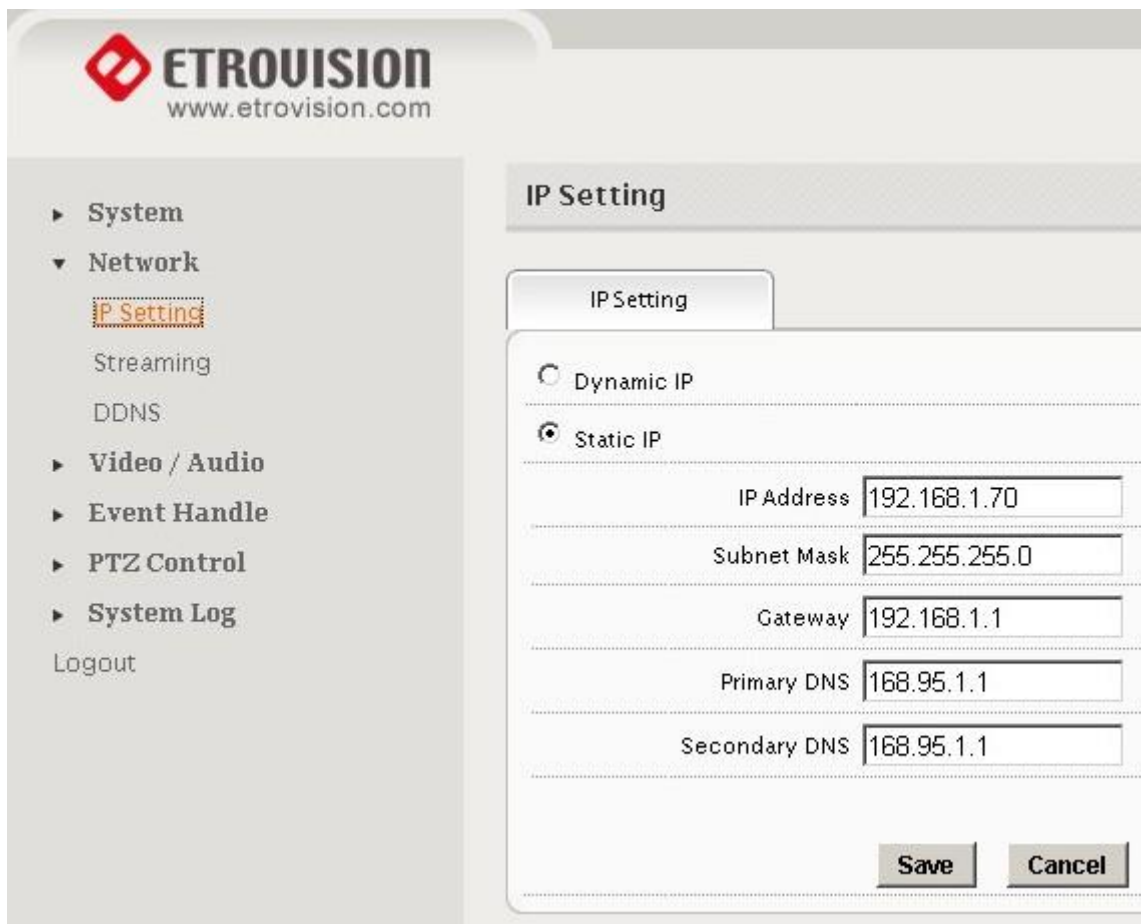 ETROVISION
www.etrovision.com
System
Network
IP Setting
Streaming
DDNS
Video / Audio
Event Handle
PTZ Control
System Log
Logout
IP Setting
IP Setting
Dynamic IP
Static IP
IP Address 192.168.1.70
Subnet Mask 255.255.255.0
Gateway 192.168.1.1
Primary DNS 168.95.1.1
Secondary DNS 168.95.1.1
Save Cancel